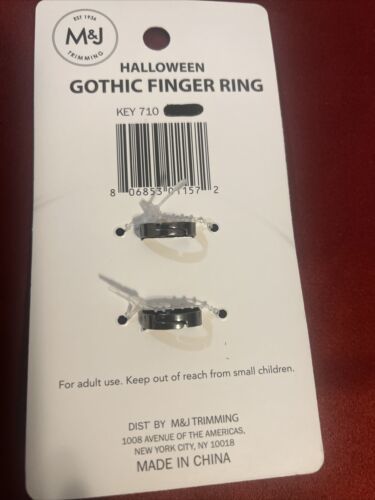 EST 1936
M&J
TRIMMING
HALLOWEEN
GOTHIC FINGER RING
KEY 710
8 06853 01157 2
For adult use. Keep out of reach from small children.
DIST' BY M&J TRIMMING
1008 AVENUE OF THE AMERICAS,
NEW YORK CITY, NY 10018
MADE IN CHINA